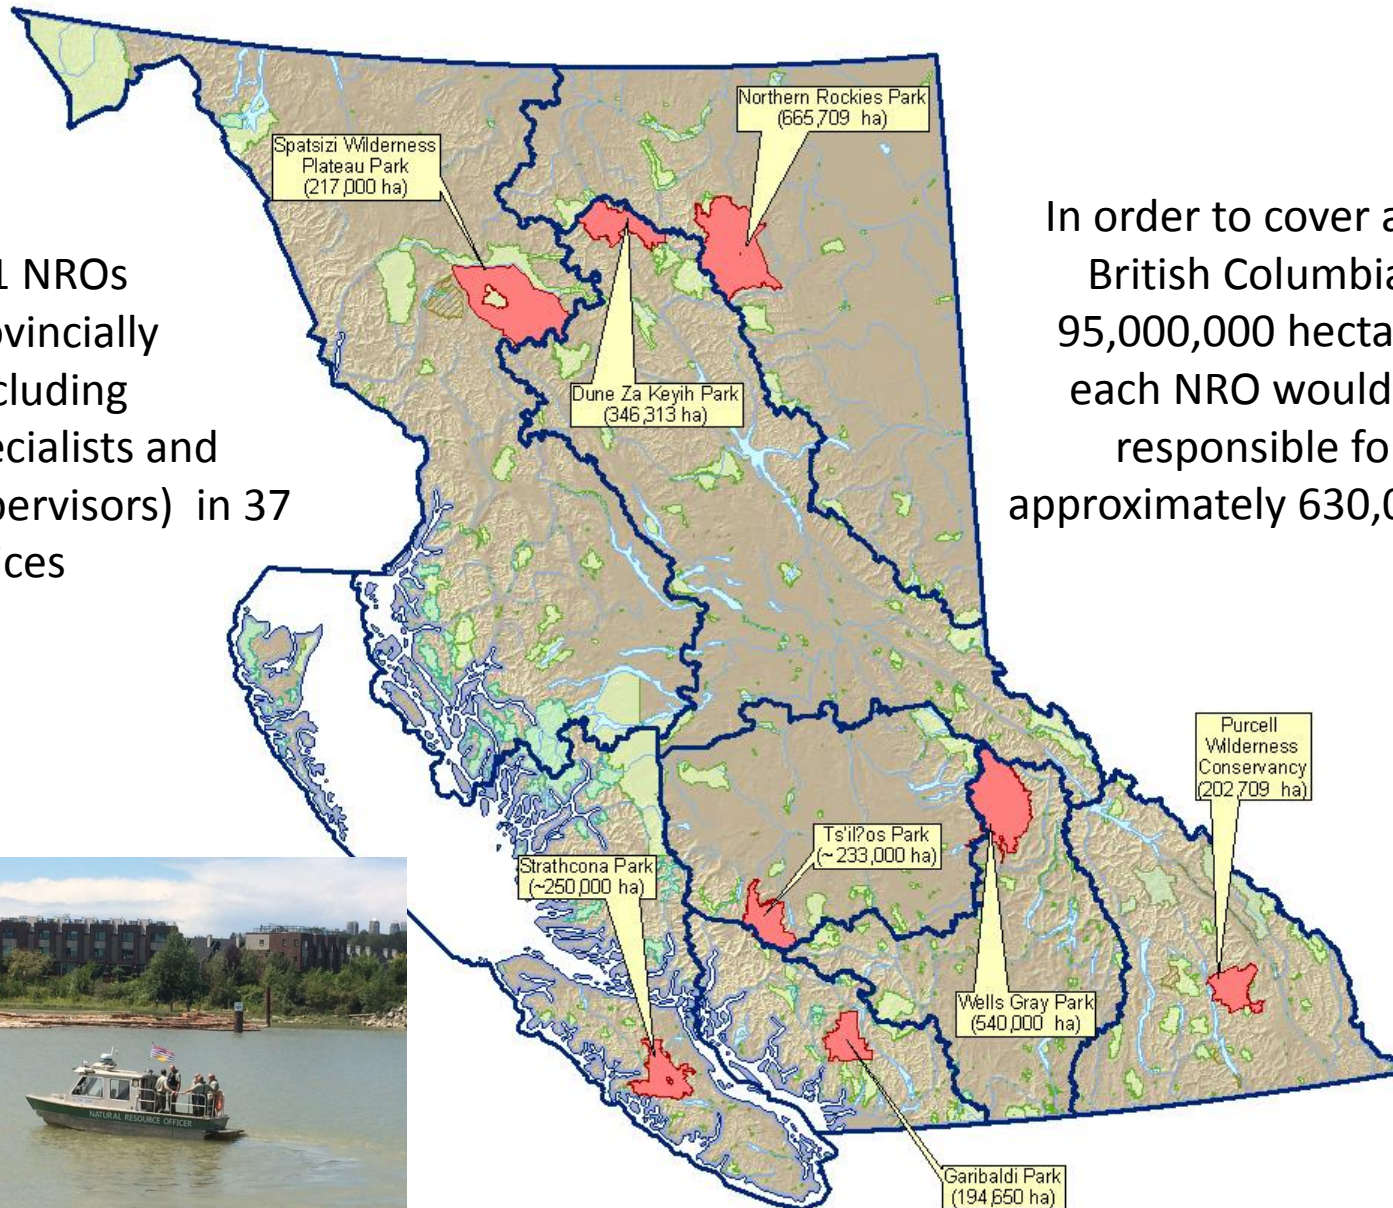 1 NROs
ovincially
cluding
ecialists and
pervisors) in 37
ices
In order to cover a
British Columbia
95,000,000 hecta
each NRO would
responsible fo
approximately 630,0
Northern Rockies Park
(665,709 ha)
Spatsizi Wilderness
Plateau Park
(217,000 ha)
Dune Za Keyih Park
(346,313 ha)
Purcell
Wilderness
Conservancy
(202,709 ha)
Ts'il?os Park
(~ 233,000 ha)
Strathcona Park
(~250,000 ha)
Wells Gray Park
(540,000 ha)
Garibaldi Park
(194,650 ha)
NATURAL RESOURCE OFFICER